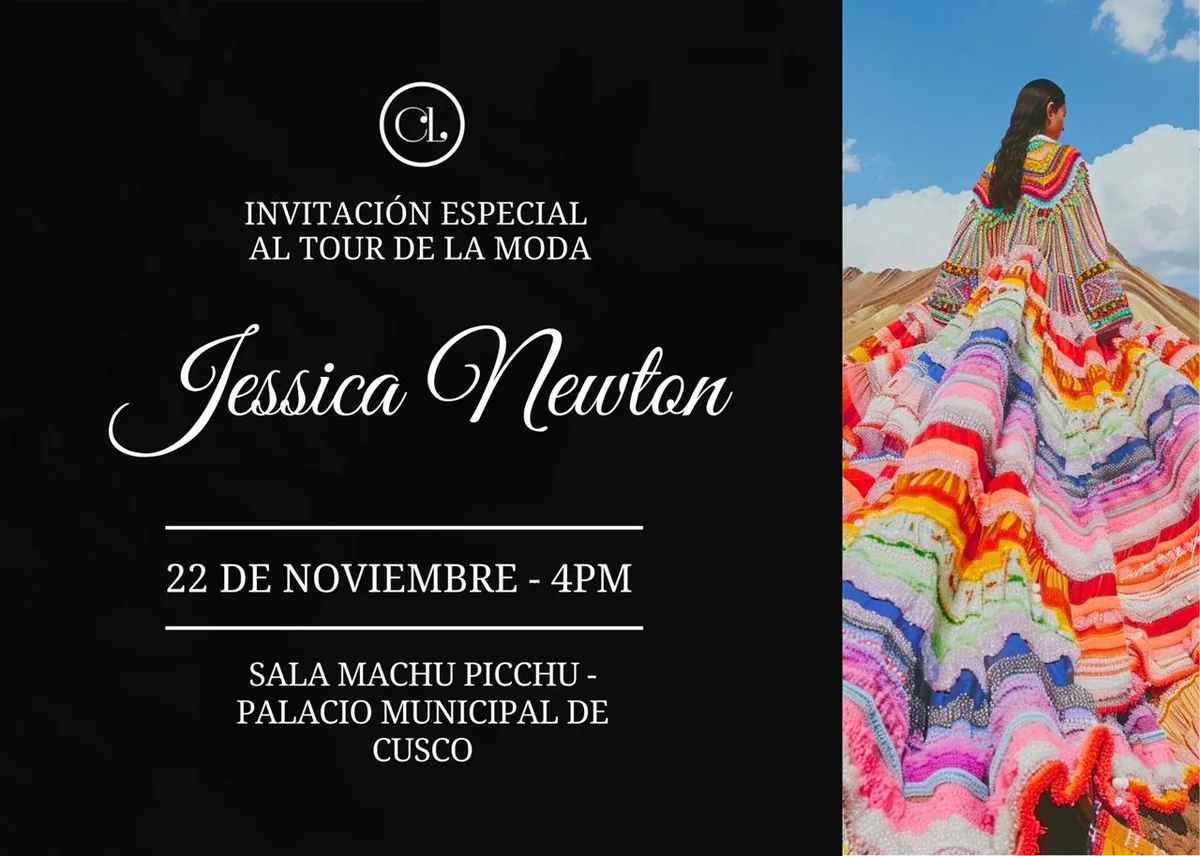 CL
INVITACIÓN ESPECIAL
AL TOUR DE LA MODA
Jessica Newton
22 DE NOVIEMBRE - 4PM
SALA MACHU PICCHU -
PALACIO MUNICIPAL DE
CUSCO